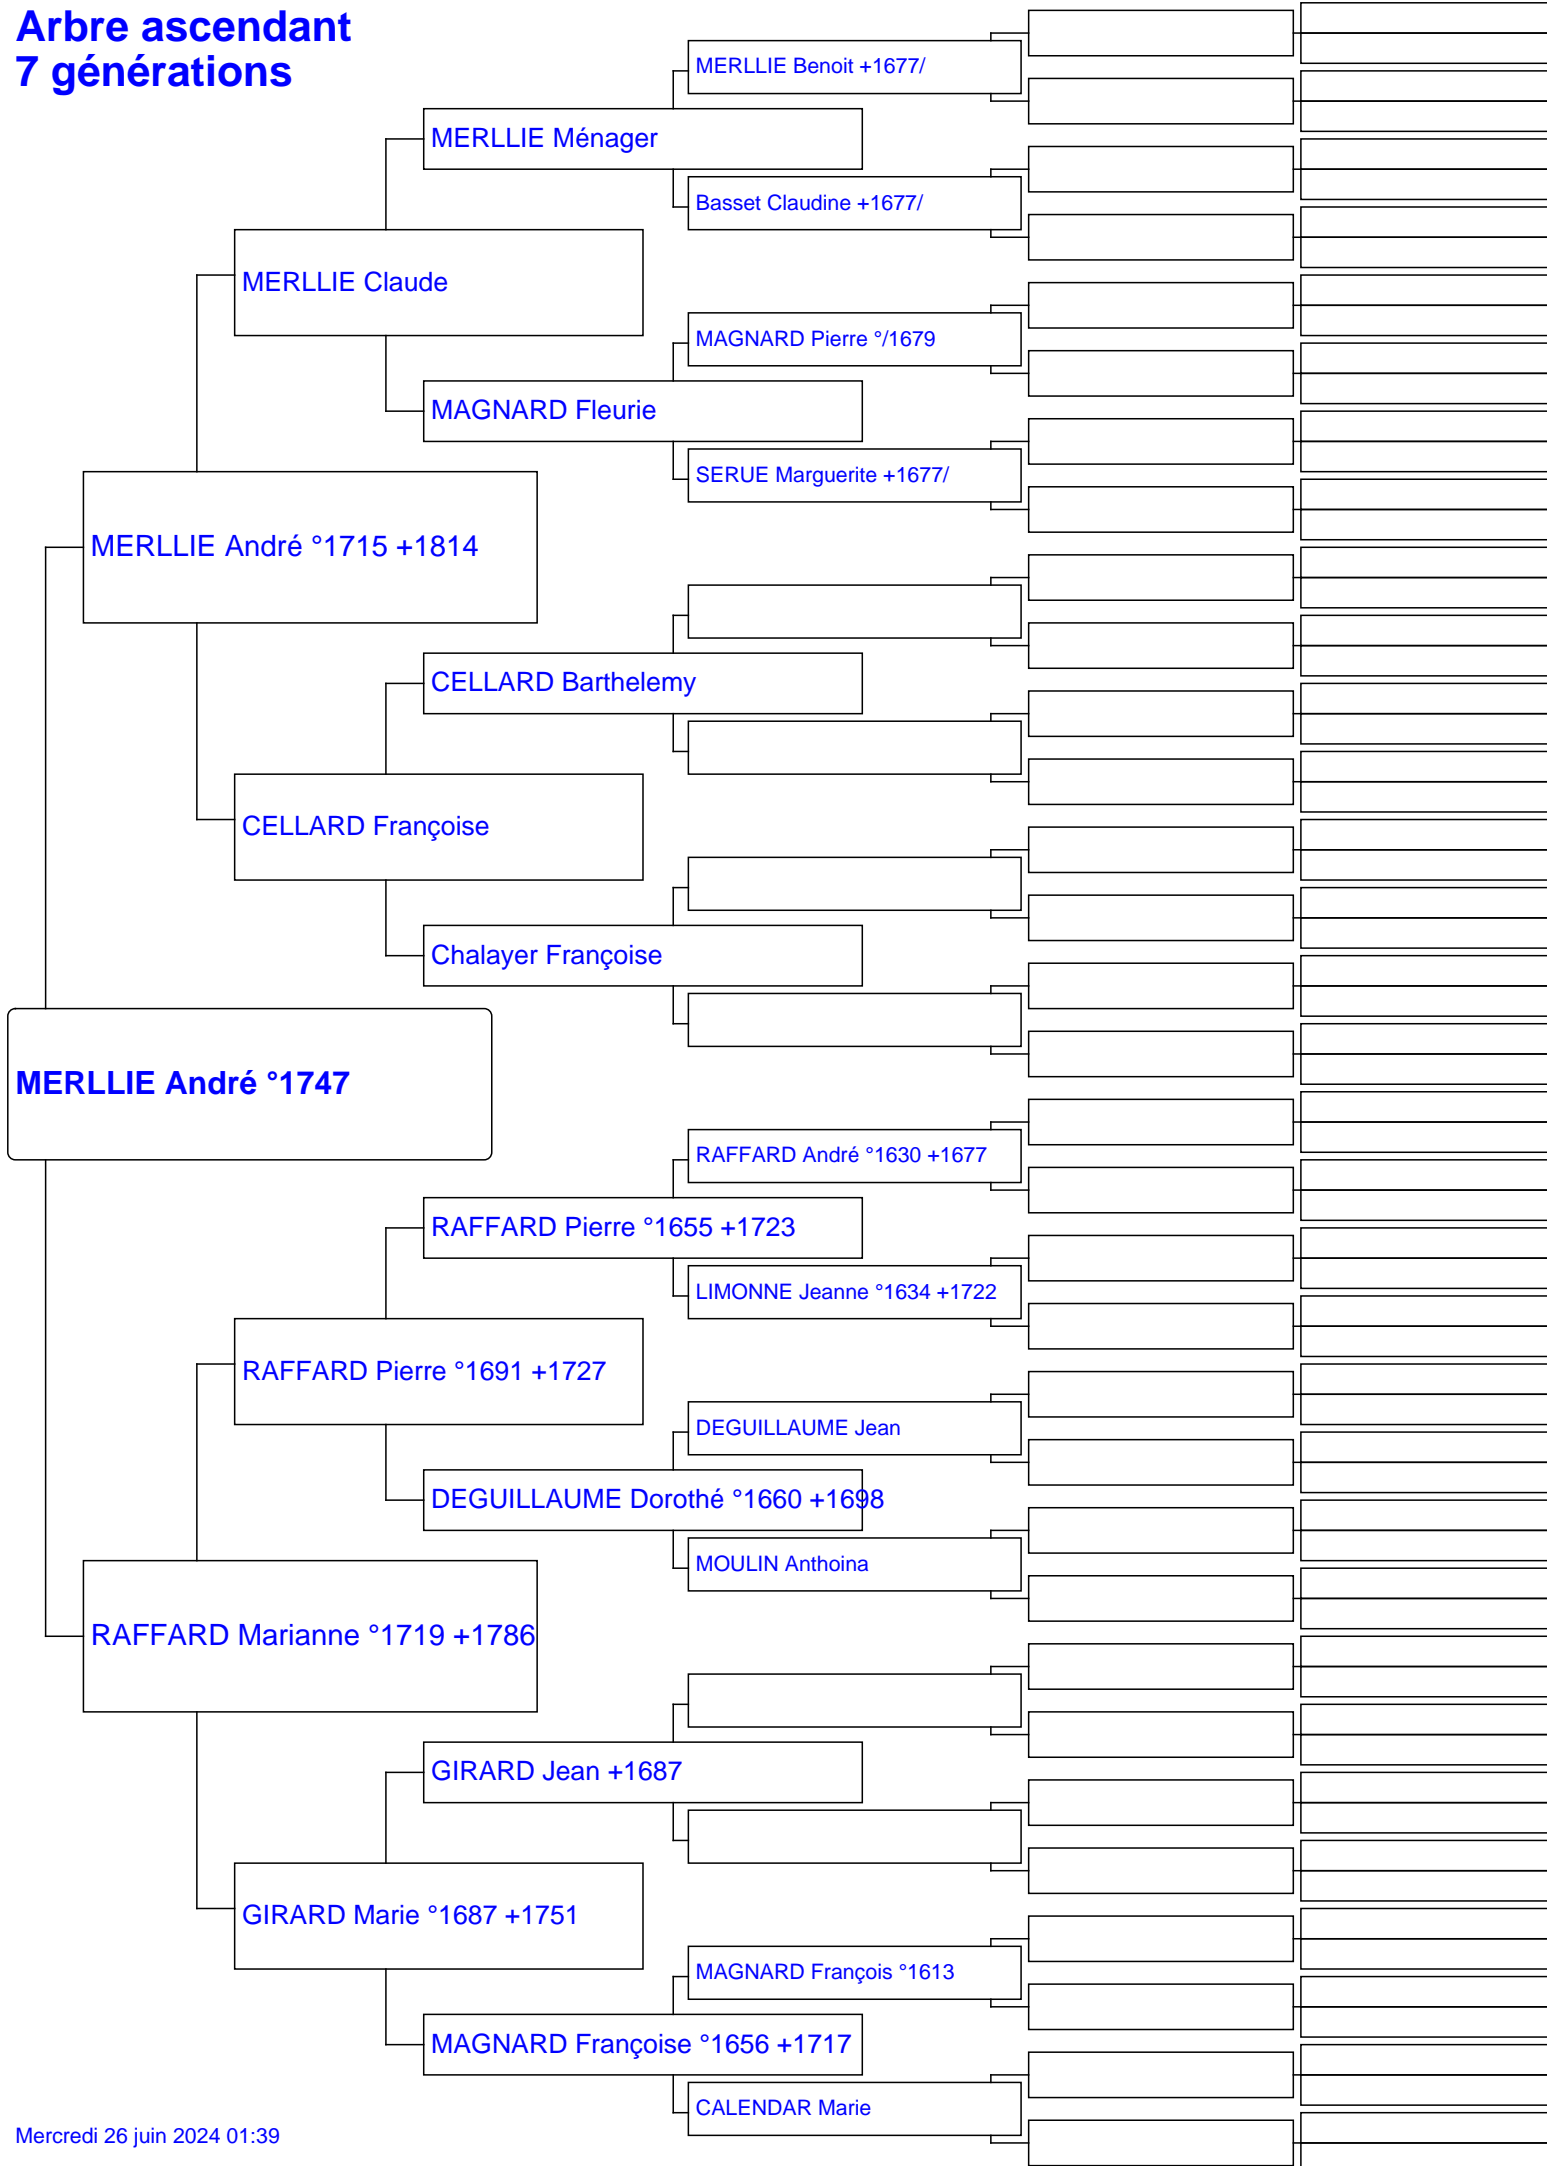 Arbre ascendant
7 générations
MERLLIE Benoit +1677/
MERLLIE Ménager
Basset Claudine +1677/
MERLLIE Claude
MAGNARD Pierre °/1679
MAGNARD Fleurie
SERUE Marguerite +1677/
MERLLIE André °1715 +1814
CELLARD Barthelemy
CELLARD Françoise
Chalayer Françoise
MERLLIE André °1747
RAFFARD André °1630 +1677
RAFFARD Pierre °1655 +1723
LIMONNE Jeanne °1634 +1722
RAFFARD Pierre °1691 +1727
DEGUILLAUME Jean
DEGUILLAUME Dorothé °1660 +1698
MOULIN Anthoina
RAFFARD Marianne °1719 +1786
GIRARD Jean +1687
GIRARD Marie °1687 +1751
MAGNARD François °1613
MAGNARD Françoise °1656 +1717
CALENDAR Marie
Mercredi 26 juin 2024 01:39